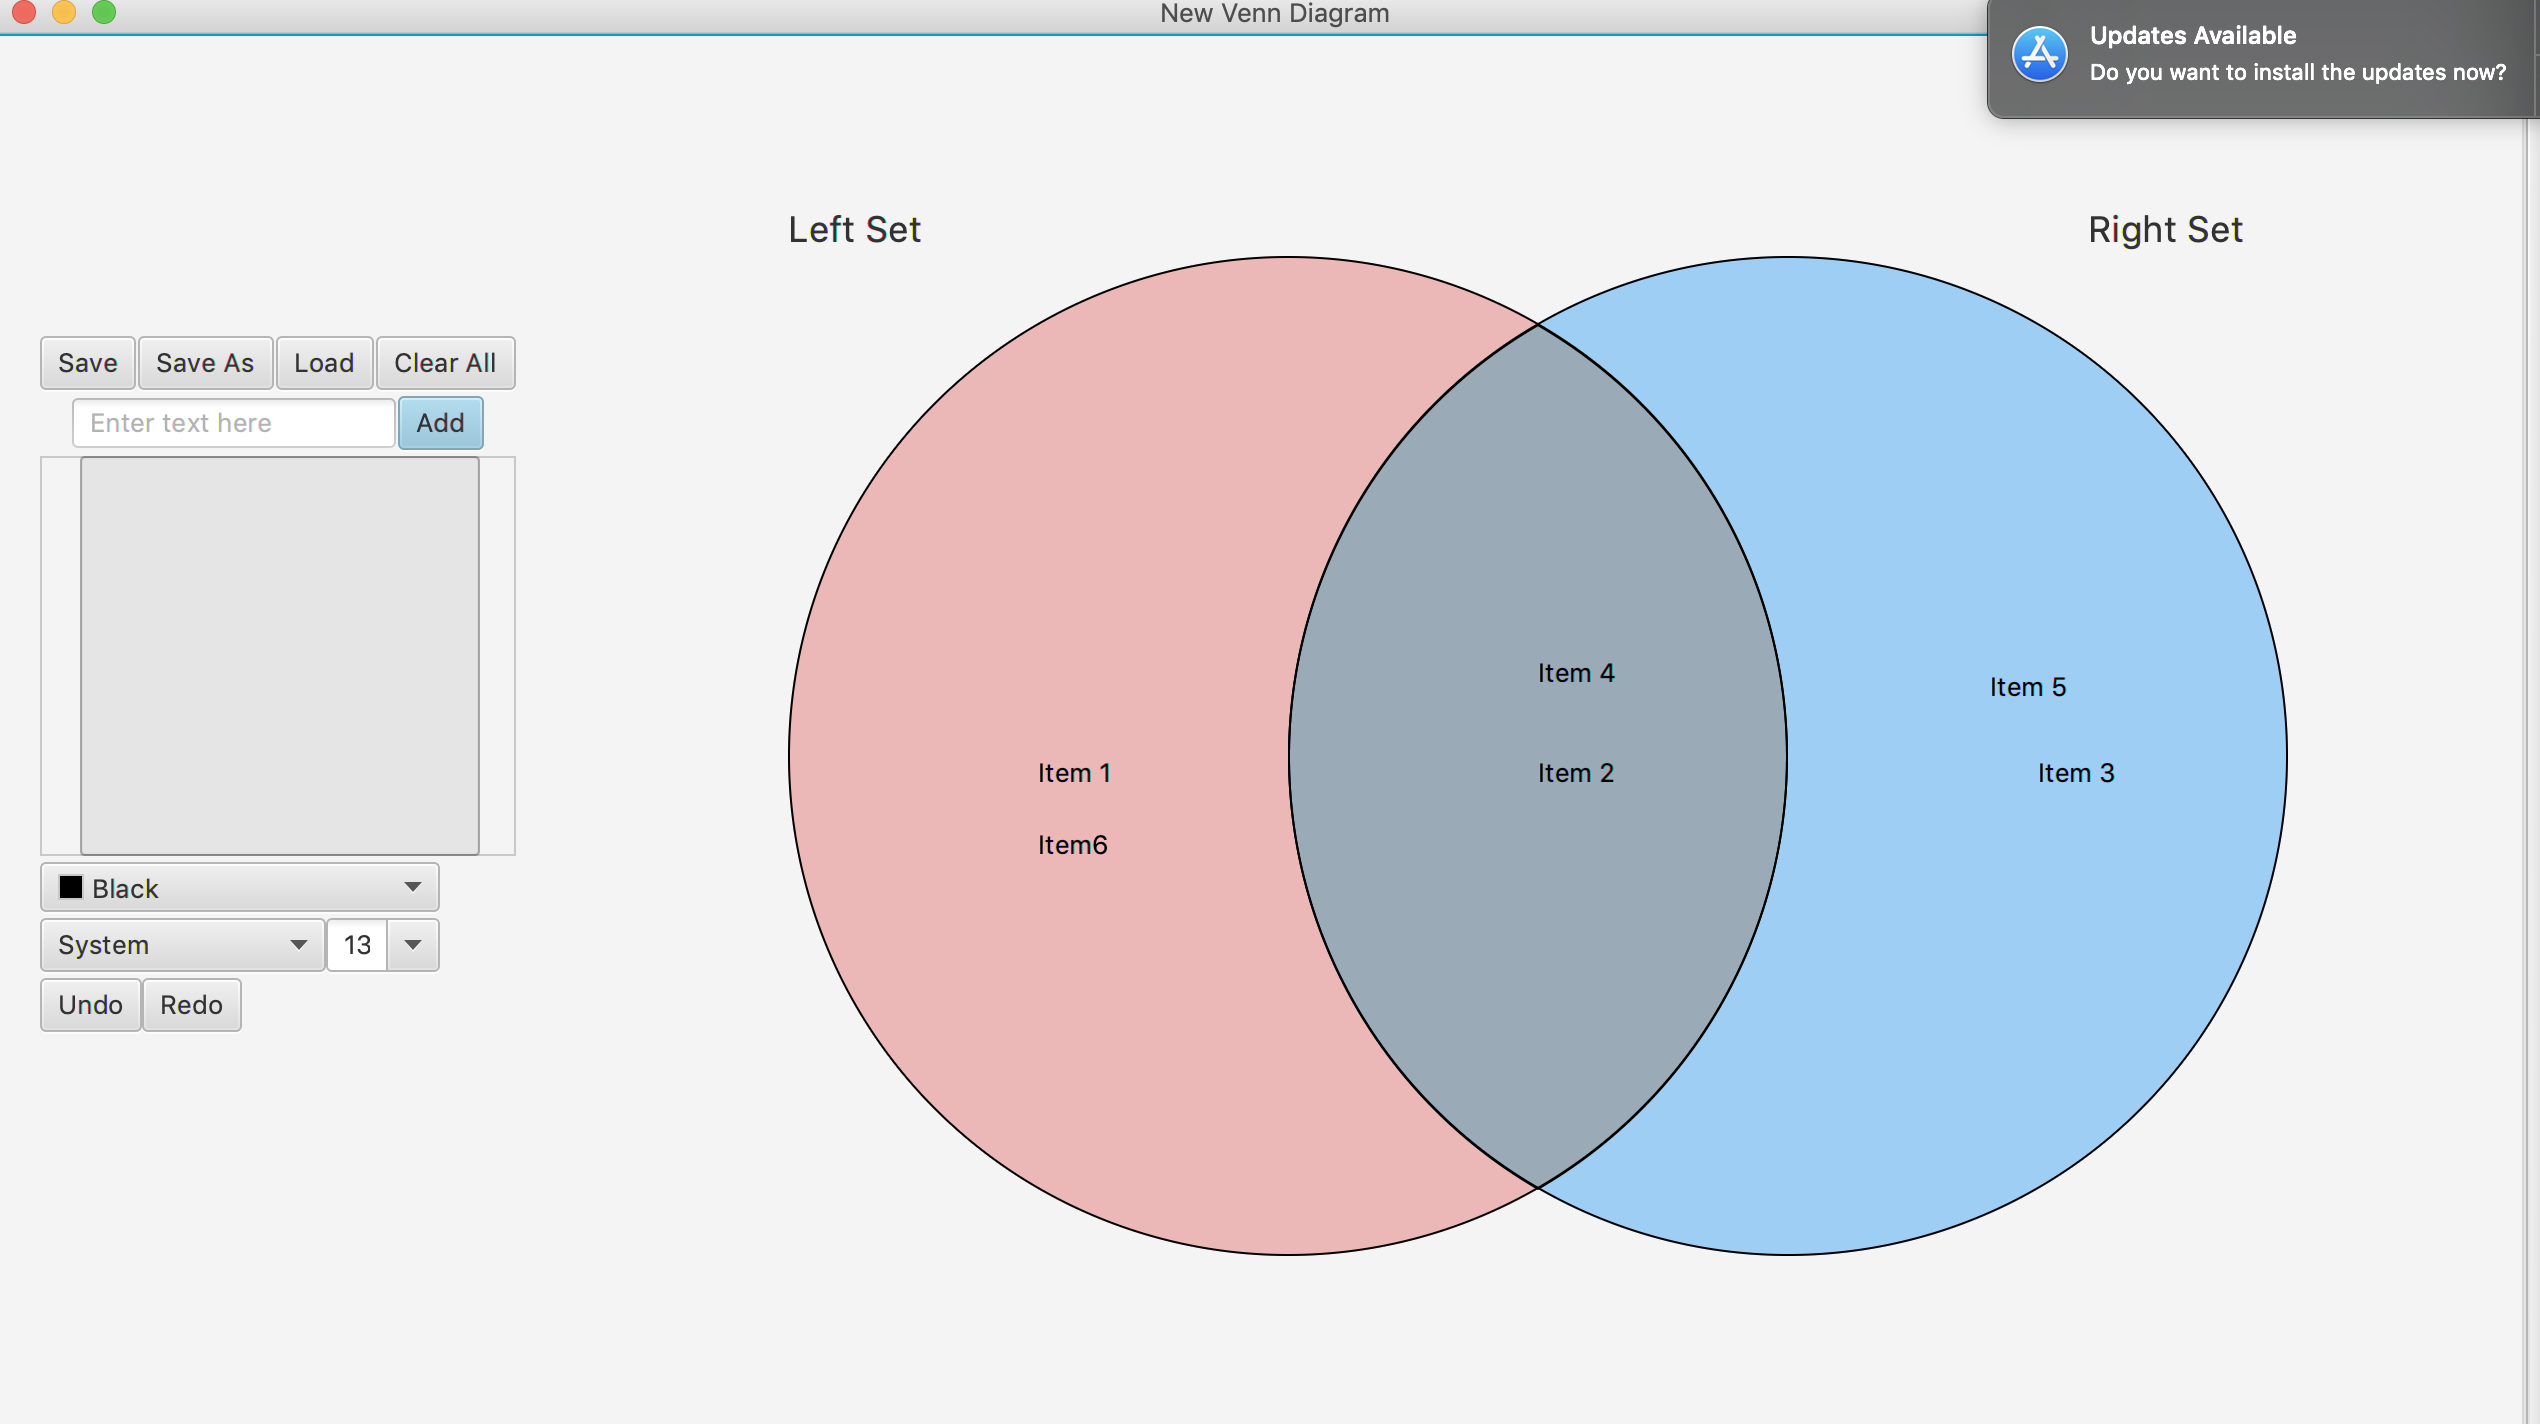 New Venn Diagram
Updates Available
Do you want to install the updates now?
Left Set
Right Set
Save
Save As
Load
Clear All
Enter text here
Add
Item 4
Item 5
Item 1
Item 2
Item 3
Item6
Black
System
13
Undo
Redo